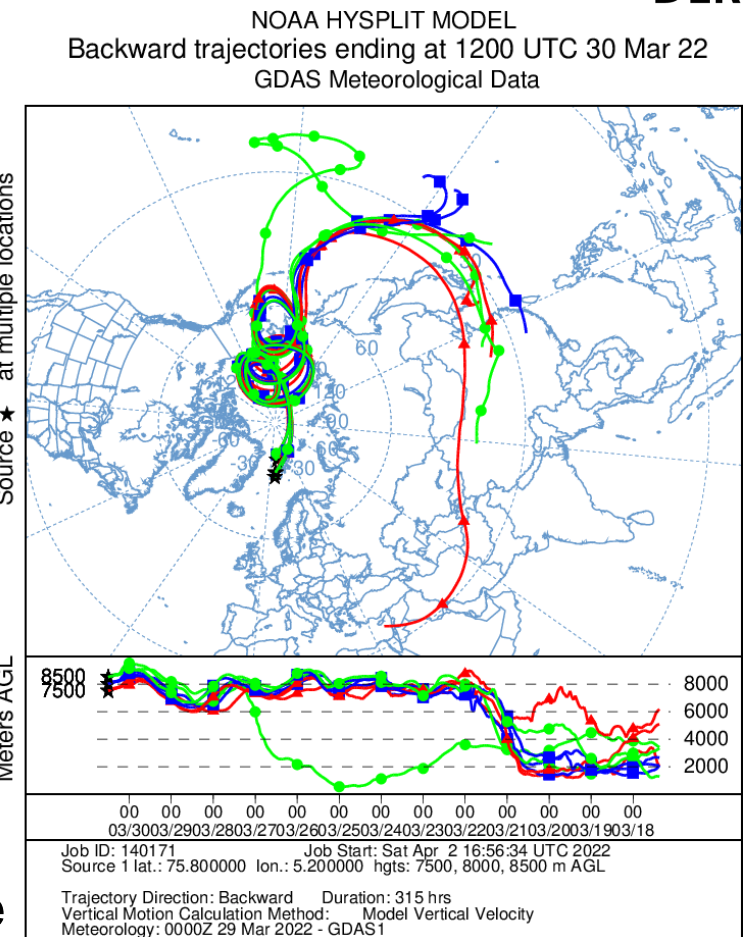 NOAA HYSPLIT MODEL
Backward trajectories ending at 1200 UTC 30 Mar 22
GDAS Meteorological Data
Source ★ at multiple locations
60
-30
-30
60
90
Meters AGL
8500
7500
8000
6000
4000
2000
00 00 00 00 00 00 00 00 00 00 00 00 00
03/30 03/29 03/28 03/27 03/26 03/25 03/24 03/23 03/22 03/21 03/20 03/19 03/18
Job ID: 140171 Job Start: Sat Apr 2 16:56:34 UTC 2022
Source 1 lat.: 75.800000 lon.: 5.200000 hgts: 7500, 8000, 8500 m AGL
Trajectory Direction: Backward Duration: 315 hrs
Vertical Motion Calculation Method: Model Vertical Velocity
Meteorology: 0000Z 29 Mar 2022 - GDAS1